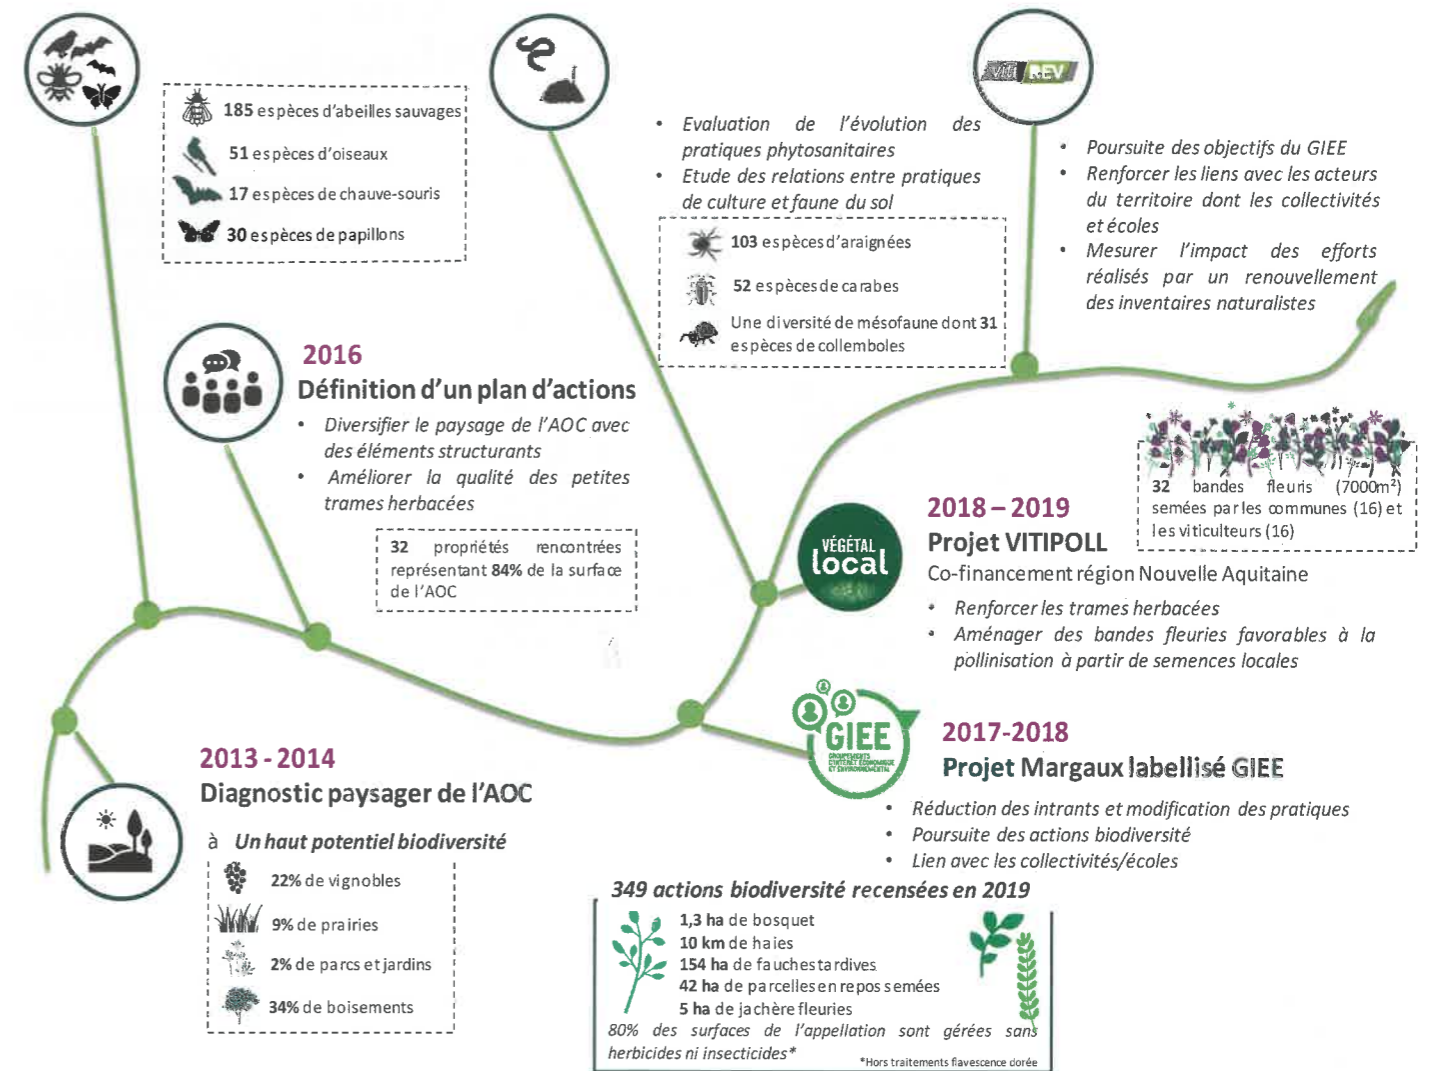 185 espèces d'abeilles sauvages
51 espèces d'oiseaux
17 espèces de chauve-souris
30 espèces de papillons
• Evaluation de l'évolution des
pratiques phytosanitaires
• Etude des relations entre pratiques
de culture et faune du sol
103 espèces d'araignées
52 espèces de carabes
Une diversité de mésofaune dont 31
espèces de collemboles
VITI REV
• Poursuite des objectifs du GIEE
• Renforcer les liens avec les acteurs
du territoire dont les collectivités
et écoles
• Mesurer l'impact des efforts
réalisés par un renouvellement
des inventaires naturalistes
2016
Définition d'un plan d'actions
• Diversifier le paysage de l'AOC avec
des éléments structurants
• Améliorer la qualité des petites
trames herbacées
32 propriétés rencontrées
représentant 84% de la surface
de l'AOC
32 bandes fleuris (7000m²)
semées par les communes (16) et
les viticulteurs (16)
VÉGÉTAL
local
2018 – 2019
Projet VITIPOLL
Co-financement région Nouvelle Aquitaine
• Renforcer les trames herbacées
• Aménager des bandes fleuries favorables à la
pollinisation à partir de semences locales
GIEE
GROUPEMENTS
D'INTÉRÊT ÉCONOMIQUE
ET ENVIRONNEMENTAL
2017-2018
Projet Margaux labellisé GIEE
• Réduction des intrants et modification des pratiques
• Poursuite des actions biodiversité
• Lien avec les collectivités/écoles
2013 - 2014
Diagnostic paysager de l'AOC
à Un haut potentiel biodiversité
22% de vignobles
9% de prairies
2% de parcs et jardins
34% de boisements
349 actions biodiversité recensées en 2019
1,3 ha de bosquet
10 km de haies
154 ha de fauches tardives
42 ha de parcelles en repos semées
5 ha de jachère fleuries
80% des surfaces de l'appellation sont gérées sans
herbicides ni insecticides*
*Hors traitements flavescence dorée